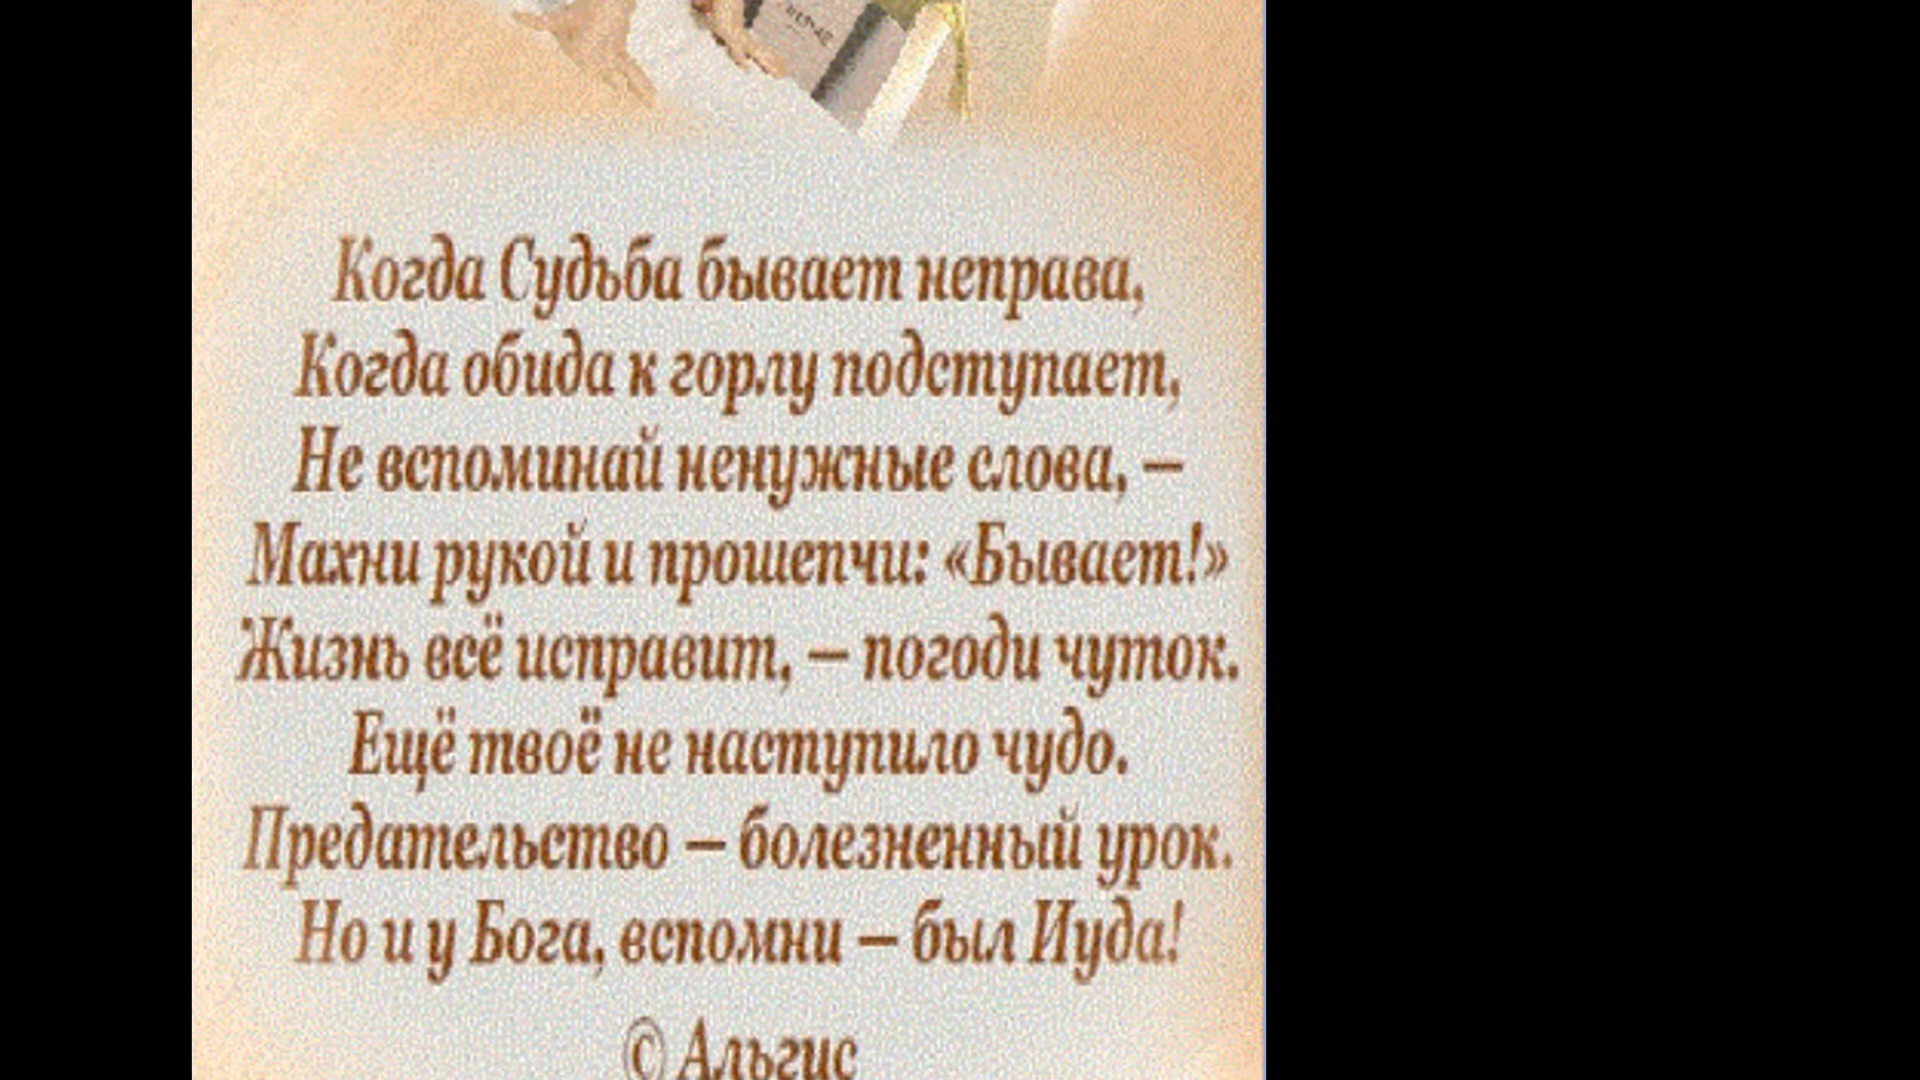 Когда Судьба бывает неправа,
Когда обида к горлу подступает,
Не вспоминай ненужные слова, –
Махни рукой и прошепчи: «Бывает!»
Жизнь всё исправит, – погоди чуток.
Ещё твоё не наступило чудо.
Предательство – болезненный урок.
Но и у Бога, вспомни – был Иуда!
© Альгис